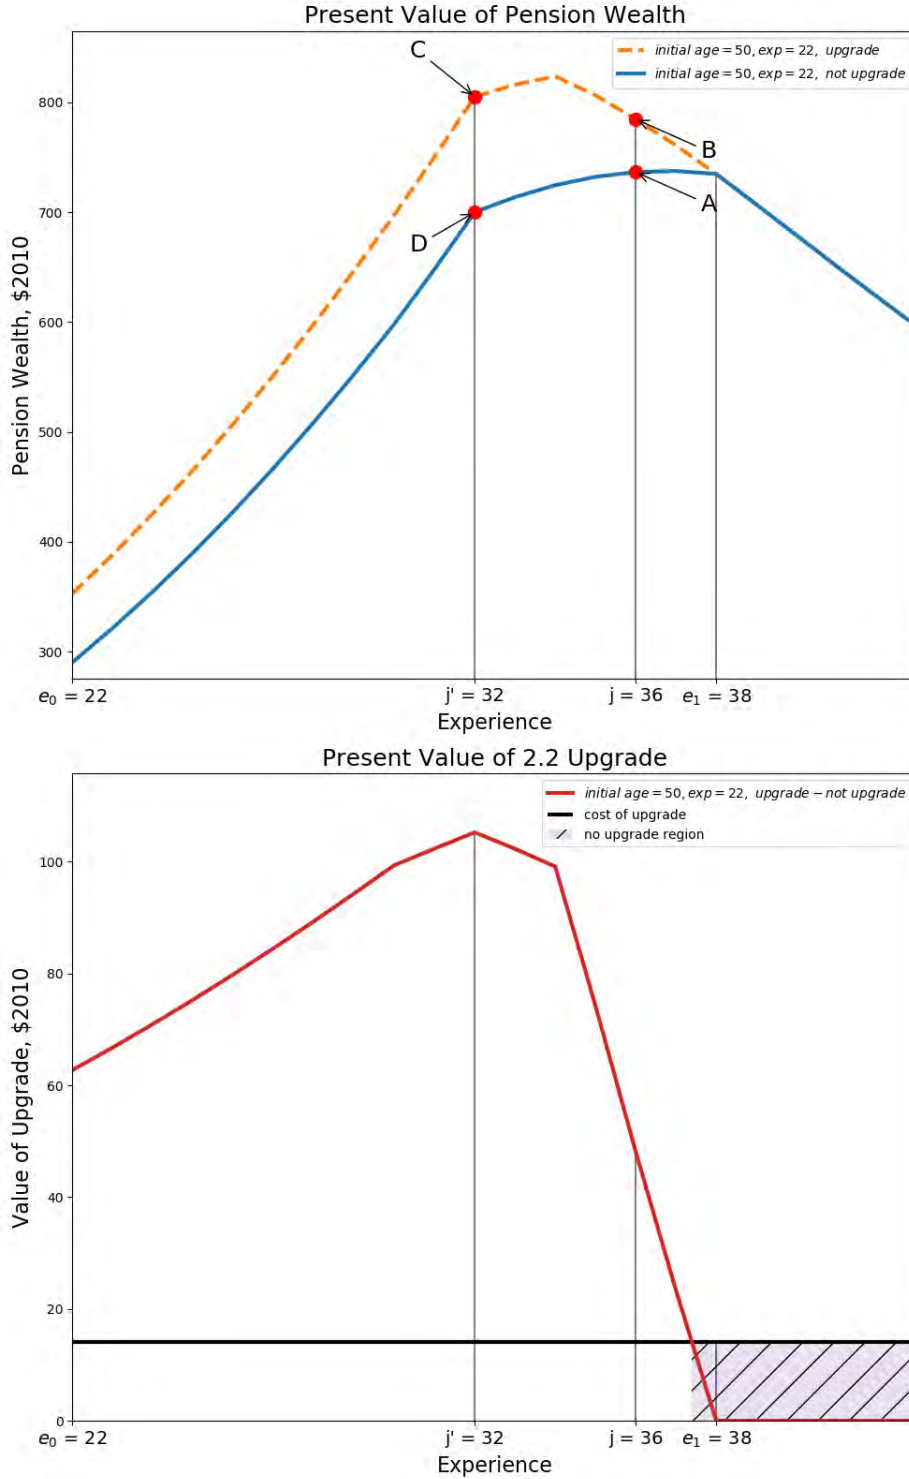 Present Value of Pension Wealth
initial age = 50, exp = 22, upgrade
initial age = 50, exp = 22, not upgrade
C
B
A
D
800
700
600
500
400
300
Pension Wealth, $2010
e₀ = 22
j' = 32
j = 36
e₁ = 38
Experience
Present Value of 2.2 Upgrade
initial age = 50, exp = 22, upgrade − not upgrade
cost of upgrade
no upgrade region
100
80
60
40
20
0
Value of Upgrade, $2010
e₀ = 22
j' = 32
j = 36
e₁ = 38
Experience